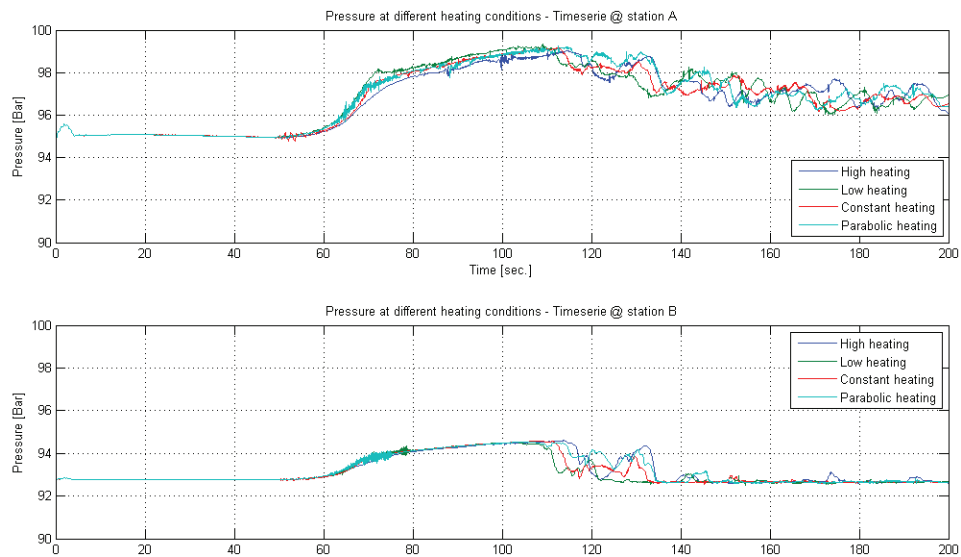 Pressure at different heating conditions - Timeserie @ station A
100
98
96
94
92
90
Pressure [Bar]
High heating
Low heating
Constant heating
Parabolic heating
0 20 40 60 80 100 120 140 160 180 200
Time [sec.]
Pressure at different heating conditions - Timeserie @ station B
100
98
96
94
92
90
Pressure [Bar]
High heating
Low heating
Constant heating
Parabolic heating
0 20 40 60 80 100 120 140 160 180 200